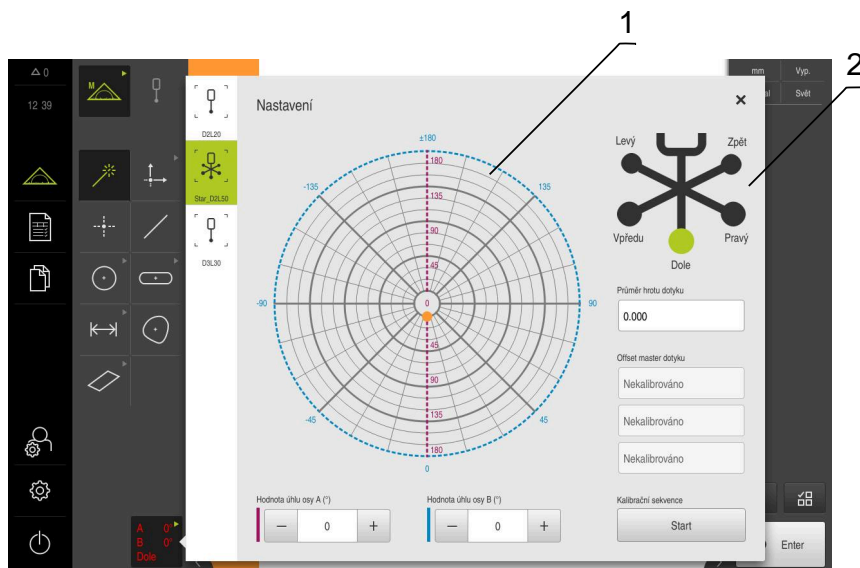 1
2
0
12 39
M
D2L20
Star_D2L50
D3L30
Nastavení
×
±180
180
-135
135
135
90
45
-90
0
90
45
90
-45
45
135
180
0
Levý
Zpět
Vpředu
Pravý
Dole
Průměr hrotu dotyku
0.000
Offset master dotyku
Nekalibrováno
Nekalibrováno
Nekalibrováno
Hodnota úhlu osy A (°)
− 0 +
Hodnota úhlu osy B (°)
− 0 +
Kalibrační sekvence
Start
mm
Vyp.
Svět
A 0°
B 0°
Dole
Enter